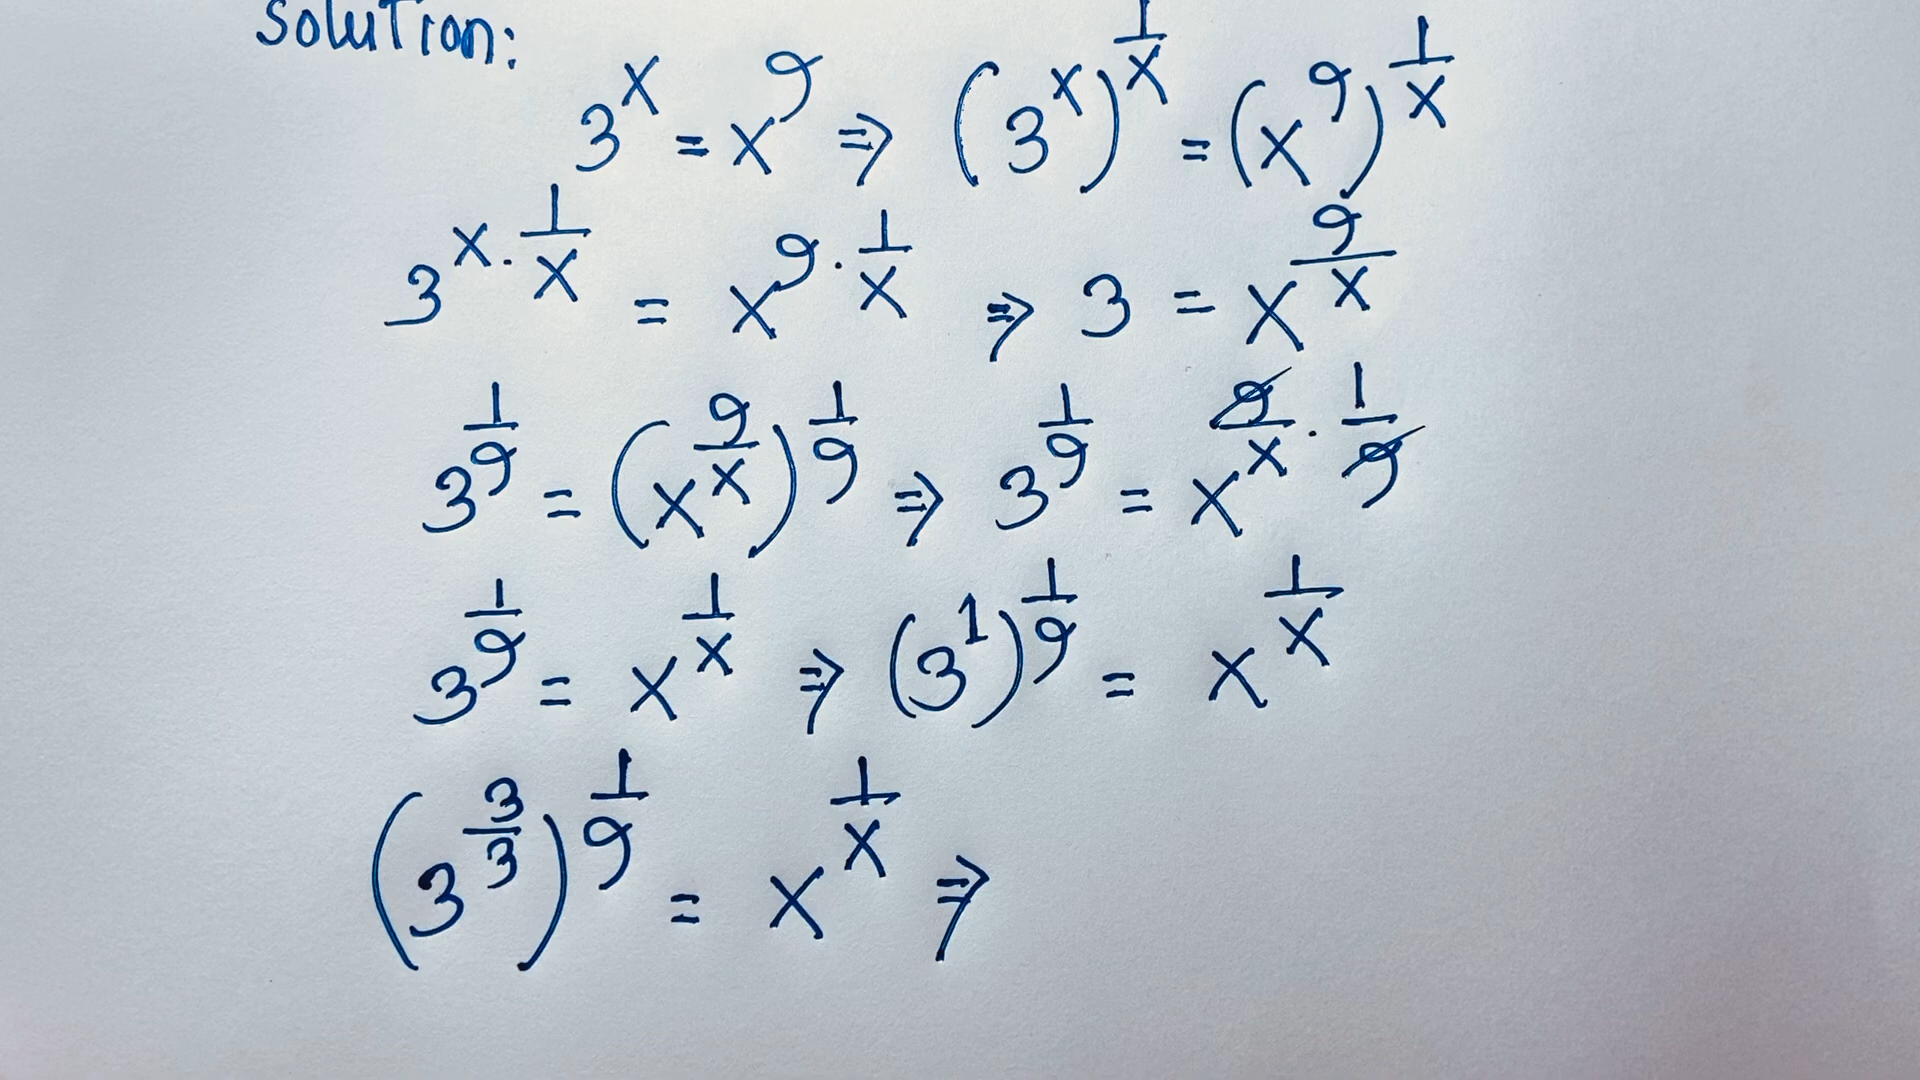 Solution:
3^x = x^9 ⇒ (3^x)^(1/x) = (x^9)^(1/x)
3^(x·1/x) = x^(9·1/x) ⇒ 3 = x^(9/x)
3^(1/9) = (x^(9/x))^(1/9) ⇒ 3^(1/9) = x^(9/x·1/9)
3^(1/9) = x^(1/x) ⇒ (3^1)^(1/9) = x^(1/x)
(3^(3/3))^(1/9) = x^(1/x) ⇒